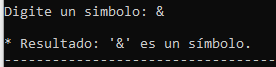 Digite un simbolo: &
* Resultado: '&' es un símbolo.
----------------------------------